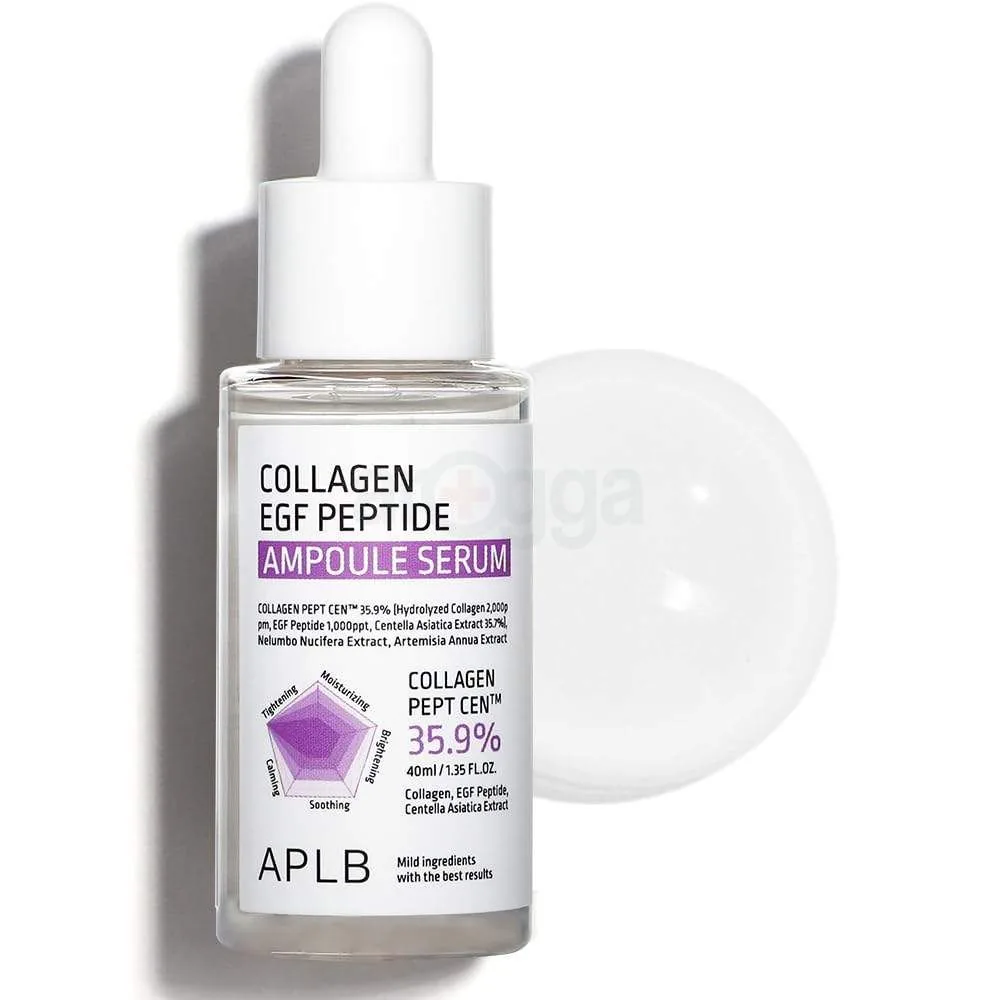 COLLAGEN
EGF PEPTIDE
AMPOULE SERUM
COLLAGEN PEPT CEN™ 35.9% [Hydrolyzed Collagen 2,000p
pm, EGF Peptide 1,000ppt, Centella Asiatica Extract 35.7%],
Nelumbo Nucifera Extract, Artemisia Annua Extract
Tightening
Moisturizing
Brightening
Calming
Soothing
COLLAGEN
PEPT CEN™
35.9%
40ml / 1.35 FL.OZ.
Collagen, EGF Peptide,
Centella Asiatica Extract
APLB
Mild ingredients
with the best results